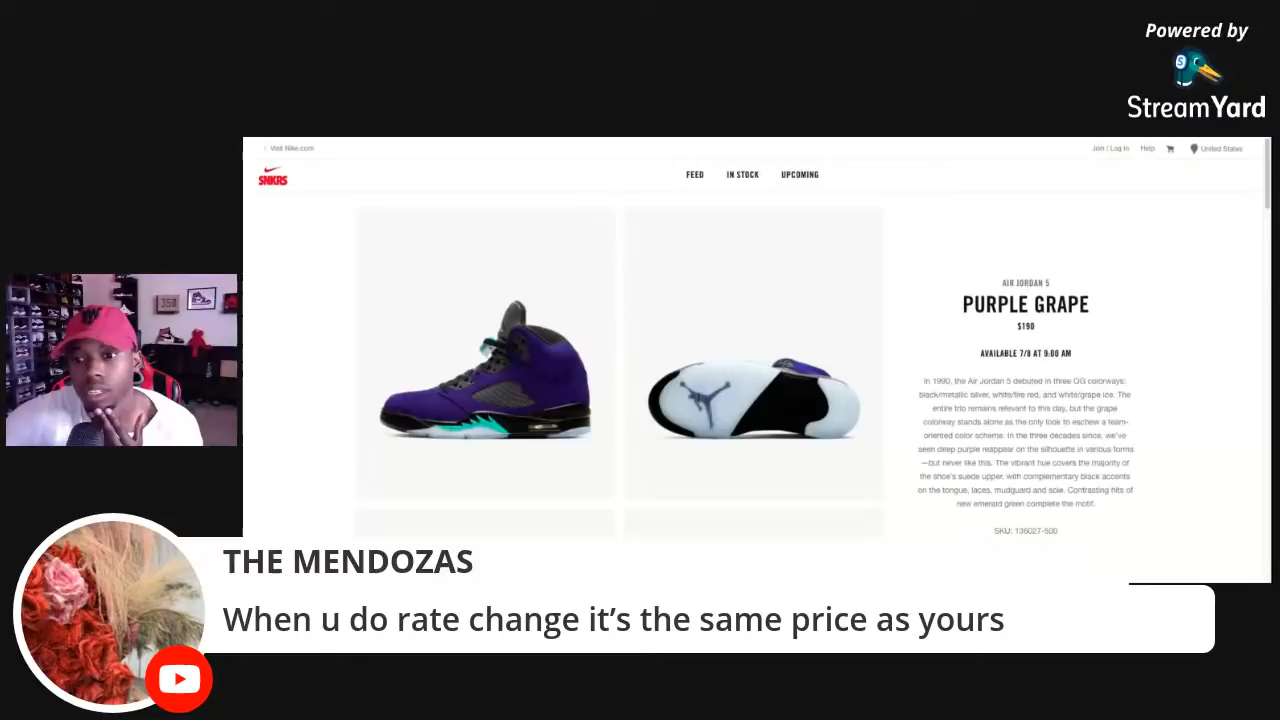 Powered by
StreamYard
Visit Nike.com
Join / Log In Help United States
SNKRS
FEED IN STOCK UPCOMING
350
AIR JORDAN 5
PURPLE GRAPE
$190
AVAILABLE 7/8 AT 9:00 AM
In 1990, the Air Jordan 5 debuted in three OG colorways:
black/metallic silver, white/fire red, and white/grape ice. The
entire trio remains relevant to this day, but the grape
colorway stands alone as the only look to eschew a team-
oriented color scheme. In the three decades since, we've
seen deep purple reappear on the silhouette in various forms
—but never like this. The vibrant hue covers the majority of
the shoe's suede upper, with complementary black accents
on the tongue, laces, mudguard and sole. Contrasting hits of
new emerald green complete the motif.
SKU: 136027-500
THE MENDOZAS
When u do rate change it’s the same price as yours